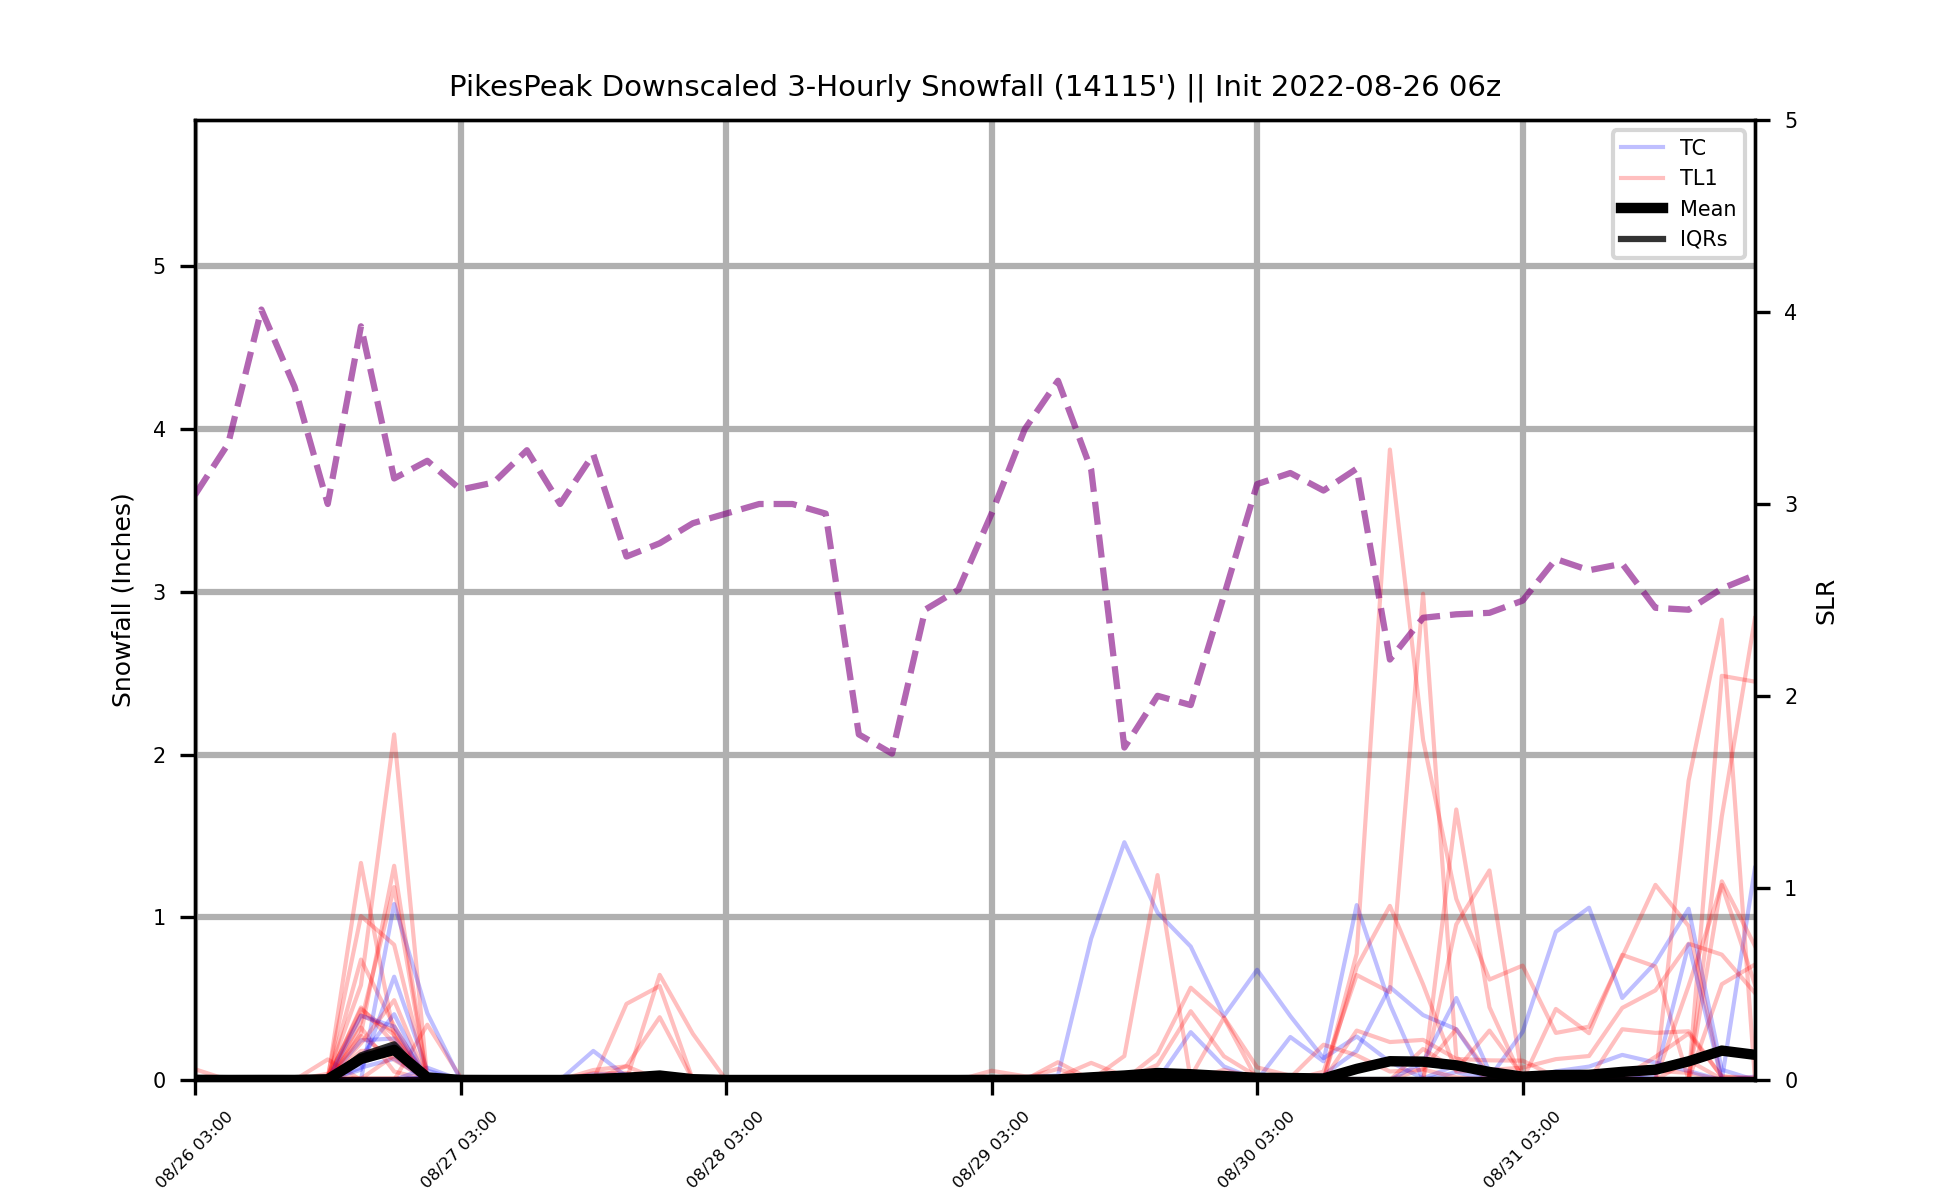 PikesPeak Downscaled 3-Hourly Snowfall (14115') || Init 2022-08-26 06z
TC
TL1
Mean
IQRs
Snowfall (Inches)
5
4
3
2
1
0
5
4
3
2
1
0
SLR
08/26 03:00
08/27 03:00
08/28 03:00
08/29 03:00
08/30 03:00
08/31 03:00